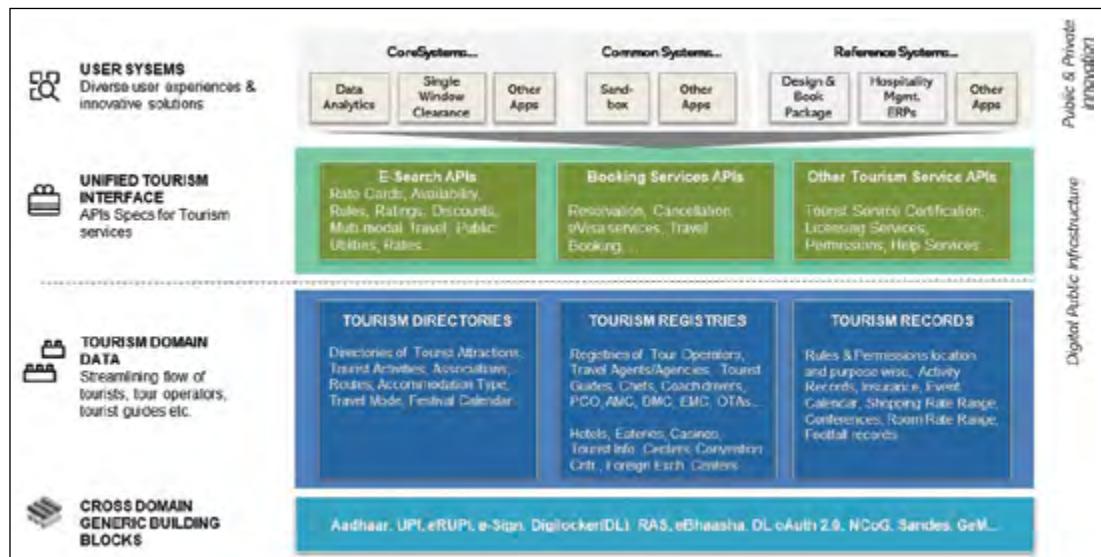 CoreSystems...
Common Systems...
Reference Systems...
USER SYSEMS
Diverse user experiences &
innovative solutions
Data
Analytics
Single
Window
Clearance
Other
Apps
Sand-
box
Other
Apps
Design &
Book
Package
Hospitality
Mgmt.
ERPs
Other
Apps
Public & Private
innovation
UNIFIED TOURISM
INTERFACE
APIs Specs for Tourism
services
E-Search APIs
Rate Cards, Availability,
Rules, Ratings, Discounts,
Multi-modal Travel, Public
Utilities, Rates...
Booking Services APIs
Reservation, Cancellation,
eVisa services, Travel
Booking...
Other Tourism Service APIs
Tourist Service Certification,
Licensing Services,
Permissions, Help Services...
Digital Public Infrastructure
TOURISM DOMAIN
DATA
Streamlining flow of
tourists, tour operators,
tourist guides etc.
TOURISM DIRECTORIES
Directories of Tourist Attractions,
Tourist Activities, Associations,
Routes, Accommodation Type,
Travel Mode, Festival Calendar...
TOURISM REGISTRIES
Registries of Tour Operators,
Travel Agents/Agencies, Tourist
Guides, Chefs, Coach drivers,
PCO, AMC, DMC, EMC, OTAs...
Hotels, Eateries, Casinos,
Tourist Info. Centers, Convention
Cntr., Foreign Exch. Centers
TOURISM RECORDS
Rules & Permissions location
and purpose wise, Activity
Records, Insurance, Event
Calendar, Shopping Rate Range,
Conferences, Room Rate Range,
Footfall records
CROSS DOMAIN
GENERIC BUILDING
BLOCKS
Aadhaar, UPI, eRUPI, e-Sign, Digilocker(DL), RAS, eBhaasha, DL oAuth 2.0, NCoG, Sandes, GeM...